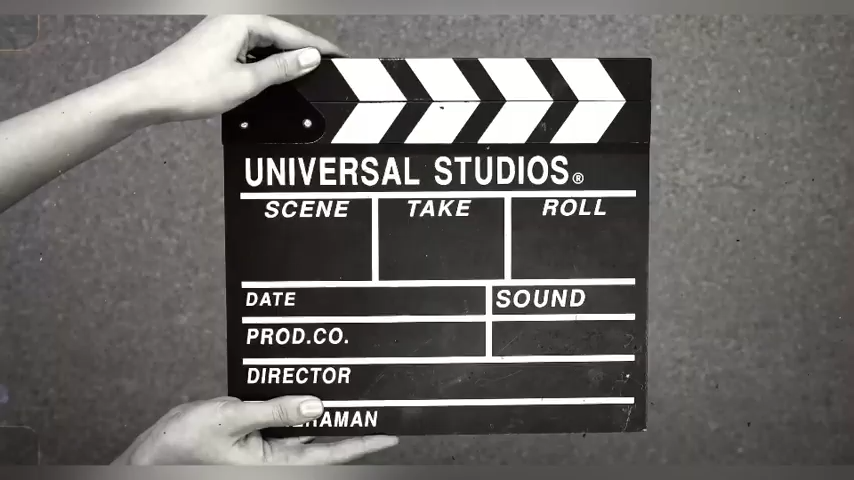 UNIVERSAL STUDIOS®
SCENE TAKE ROLL
DATE SOUND
PROD.CO.
DIRECTOR